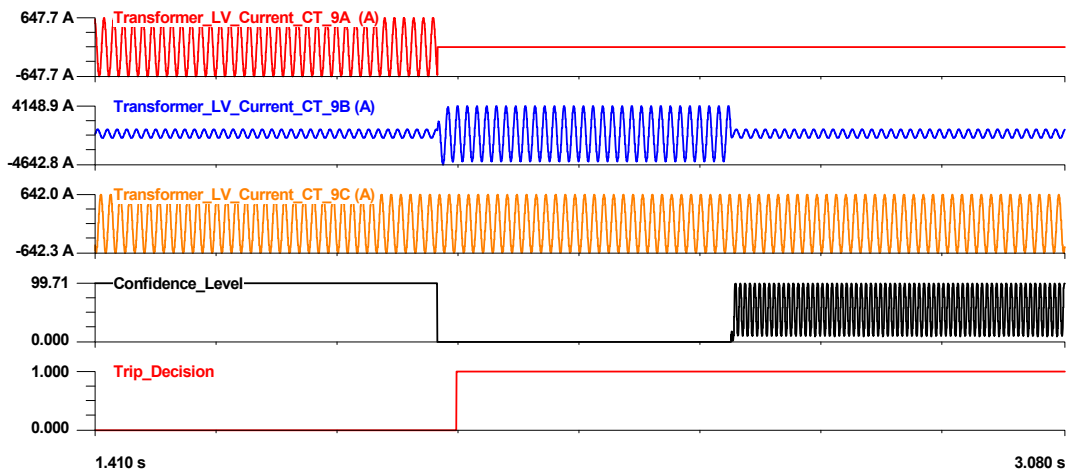 647.7 A
Transformer_LV_Current_CT_9A (A)
-647.7 A
4148.9 A
Transformer_LV_Current_CT_9B (A)
-4642.8 A
642.0 A
Transformer_LV_Current_CT_9C (A)
-642.3 A
99.71
Confidence_Level
0.000
1.000
Trip_Decision
0.000
1.410 s
3.080 s